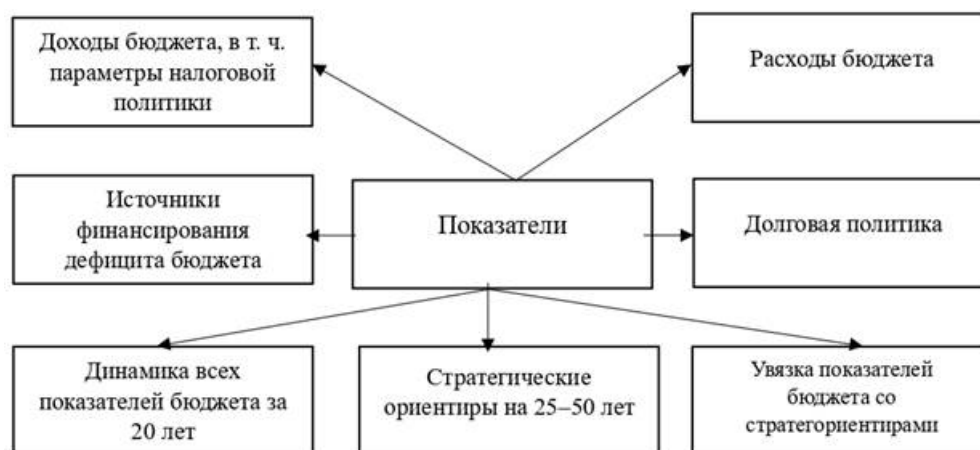 Доходы бюджета, в т. ч.
параметры налоговой
политики
Расходы бюджета
Источники
финансирования
дефицита бюджета
Показатели
Долговая политика
Динамика всех
показателей бюджета за
20 лет
Стратегические
ориентиры на 25–50 лет
Увязка показателей
бюджета со
стратегориентирами